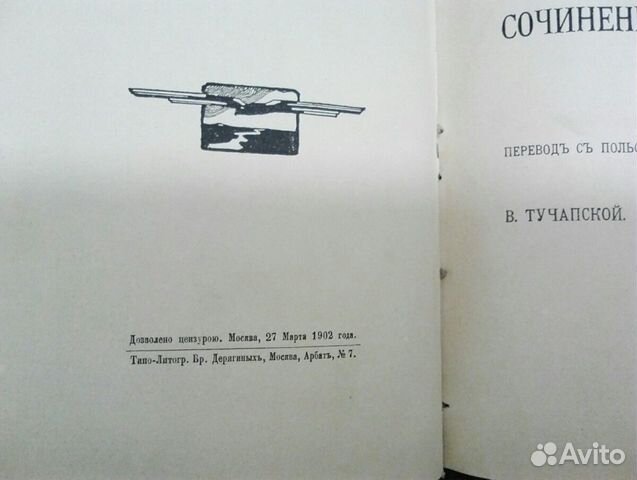 Дозволено цензурою. Москва, 27 Марта 1902 года.
Типо-Литогр. Бр. Дерягиныхъ, Москва, Арбатъ, № 7.
СОЧИНЕН
ПЕРЕВОДЪ СЪ ПОЛЬС
В. ТУЧАПСКОЙ.
Avito